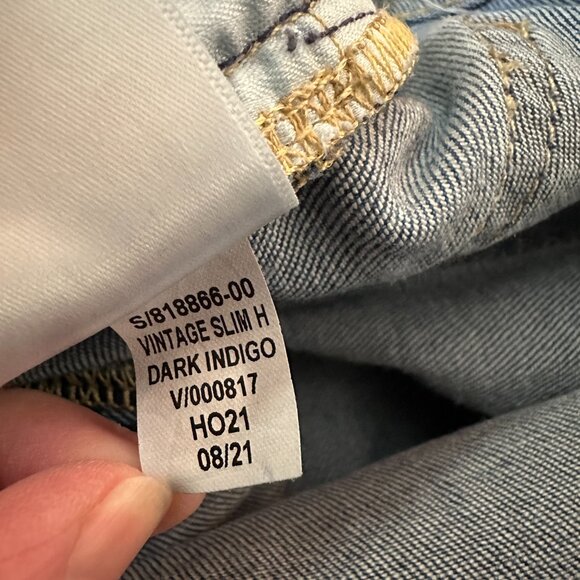 S/818866-00
VINTAGE SLIM H
DARK INDIGO
V/000817
HO21
08/21